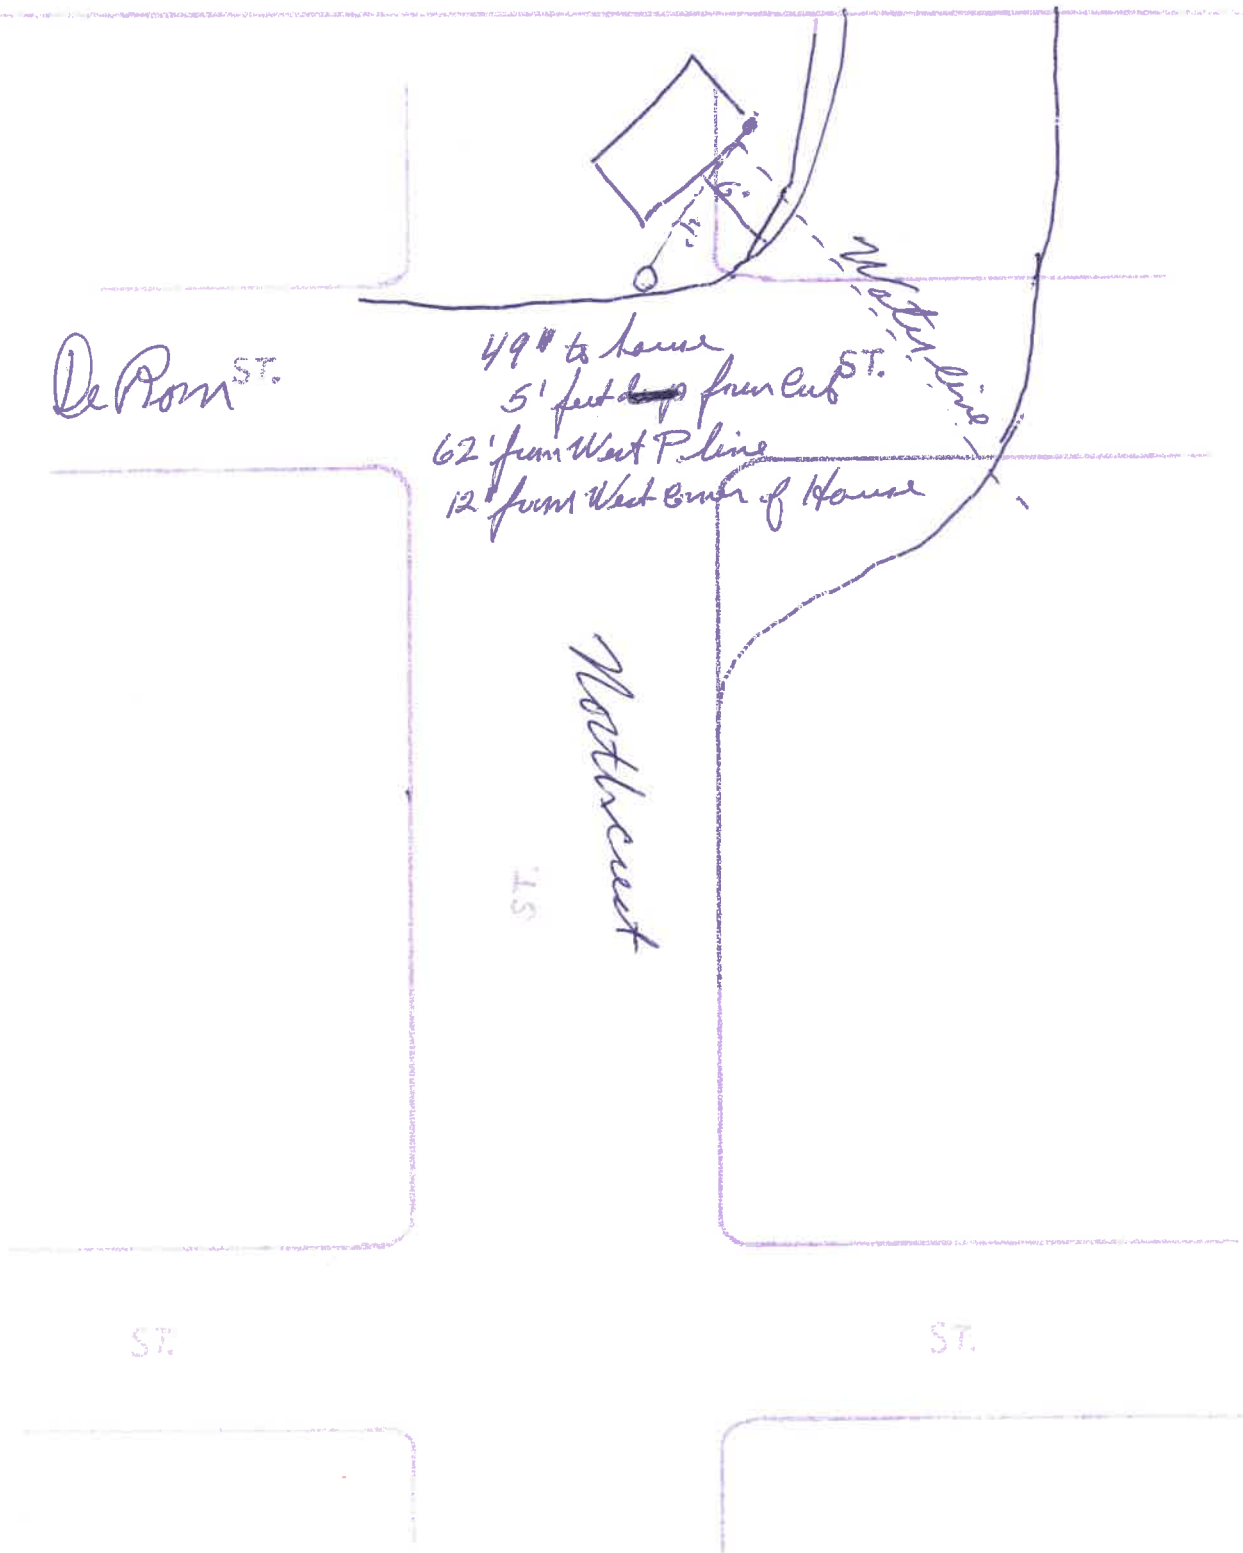 G.
h.
Water line
De Rom ST.
49" to house
5' feet from Curb ST.
62' from West P. line
12' from West Corner of House
Northcrest
ST.
ST.
ST.